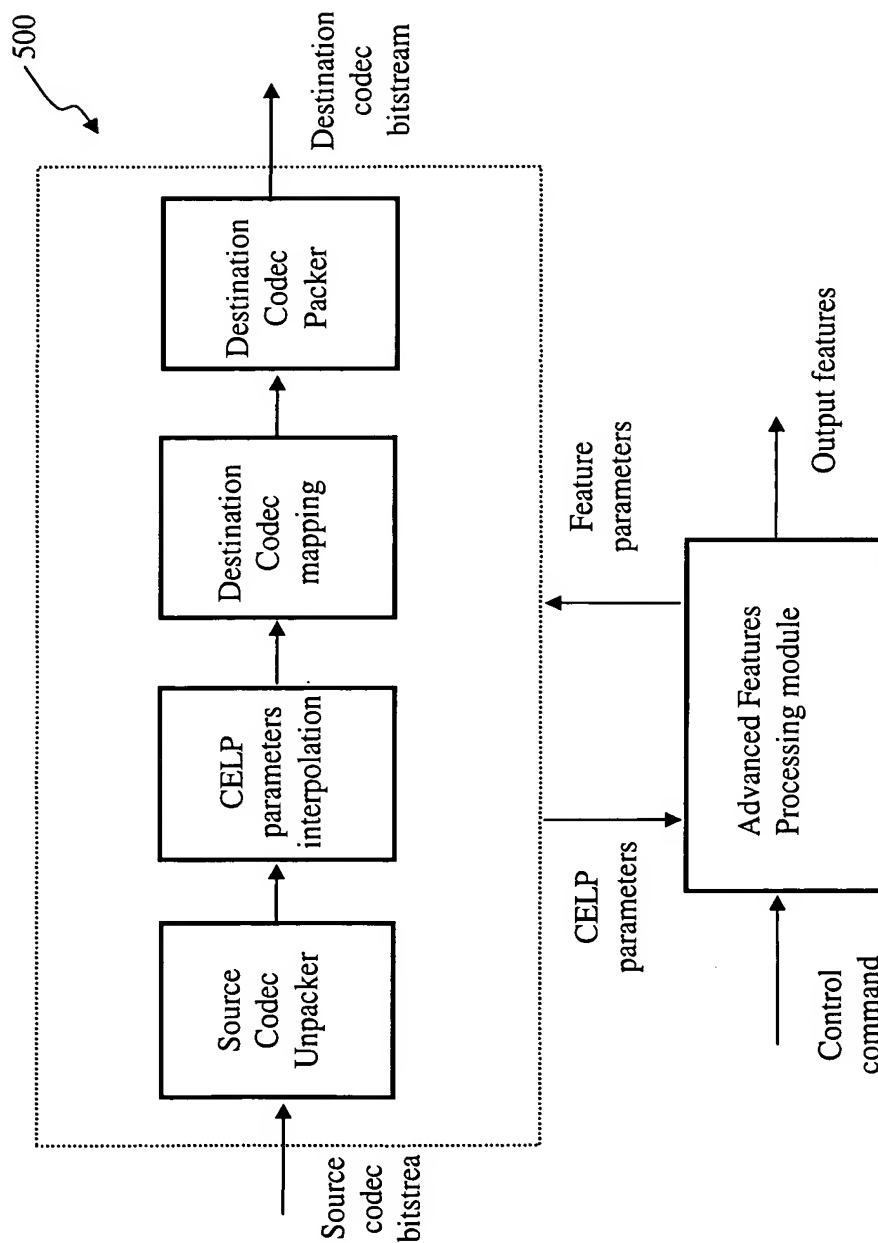 500
Source
codec
bitstrea
Source
Codec
Unpacker
CELP
parameters
interpolation
Destination
Codec
mapping
Destination
Codec
Packer
Destination
codec
bitstream
CELP
parameters
Feature
parameters
Control
command
Advanced Features
Processing module
Output features